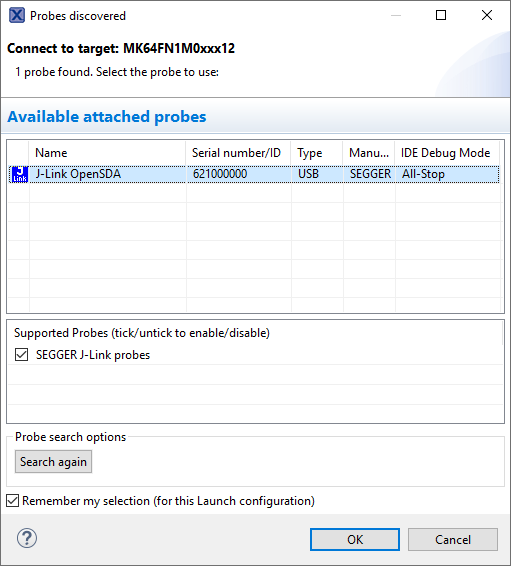 Probes discovered
Connect to target: MK64FN1M0xxx12
1 probe found. Select the probe to use:
Available attached probes
Name Serial number/ID Type Manu... IDE Debug Mode
J Link J-Link OpenSDA 621000000 USB SEGGER All-Stop
Supported Probes (tick/untick to enable/disable)
SEGGER J-Link probes
Probe search options
Search again
Remember my selection (for this Launch configuration)
? OK Cancel